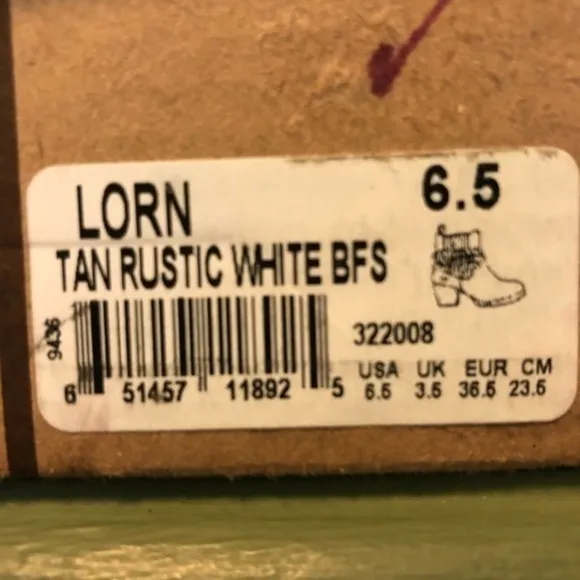 LORN
6.5
TAN RUSTIC WHITE BFS
9436
322008
USA UK EUR CM
6.5 3.5 36.5 23.5
6 51457 11892 5